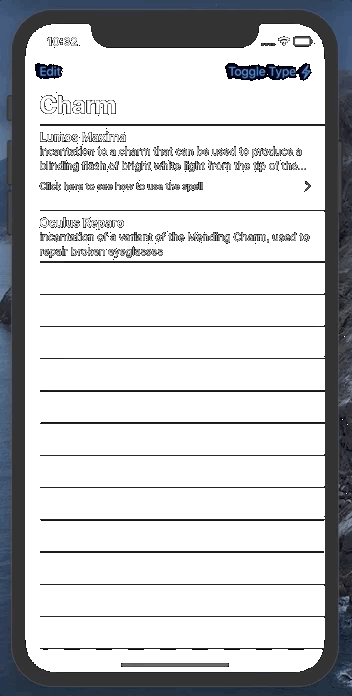 10:32
Edit
Toggle Type
Charm
Lumos Maxima
Incantation to a charm that can be used to produce a
blinding flash of bright white light from the tip of the...
Click here to see how to use the spell
Oculus Reparo
Incantation of a variant of the Mending Charm, used to
repair broken eyeglasses